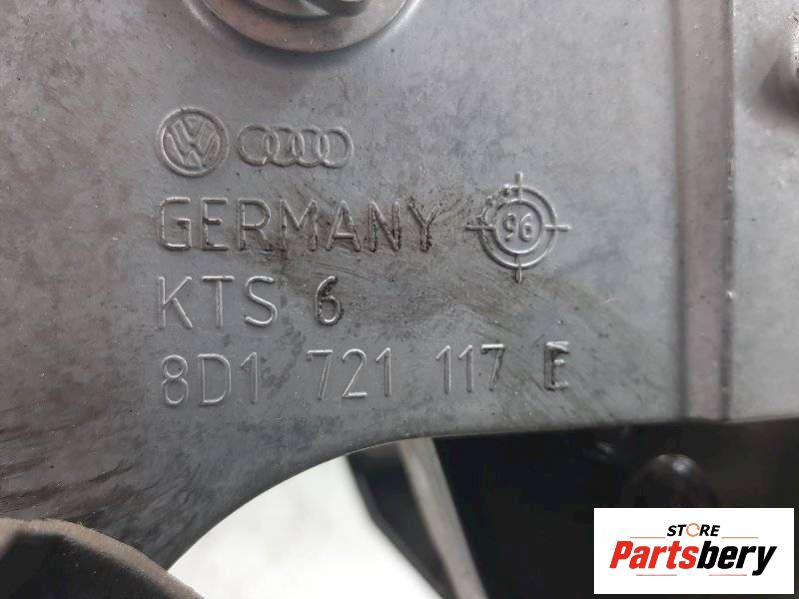 GERMANY 96
KTS 6
8D1 721 117 E
STORE
Partsbery